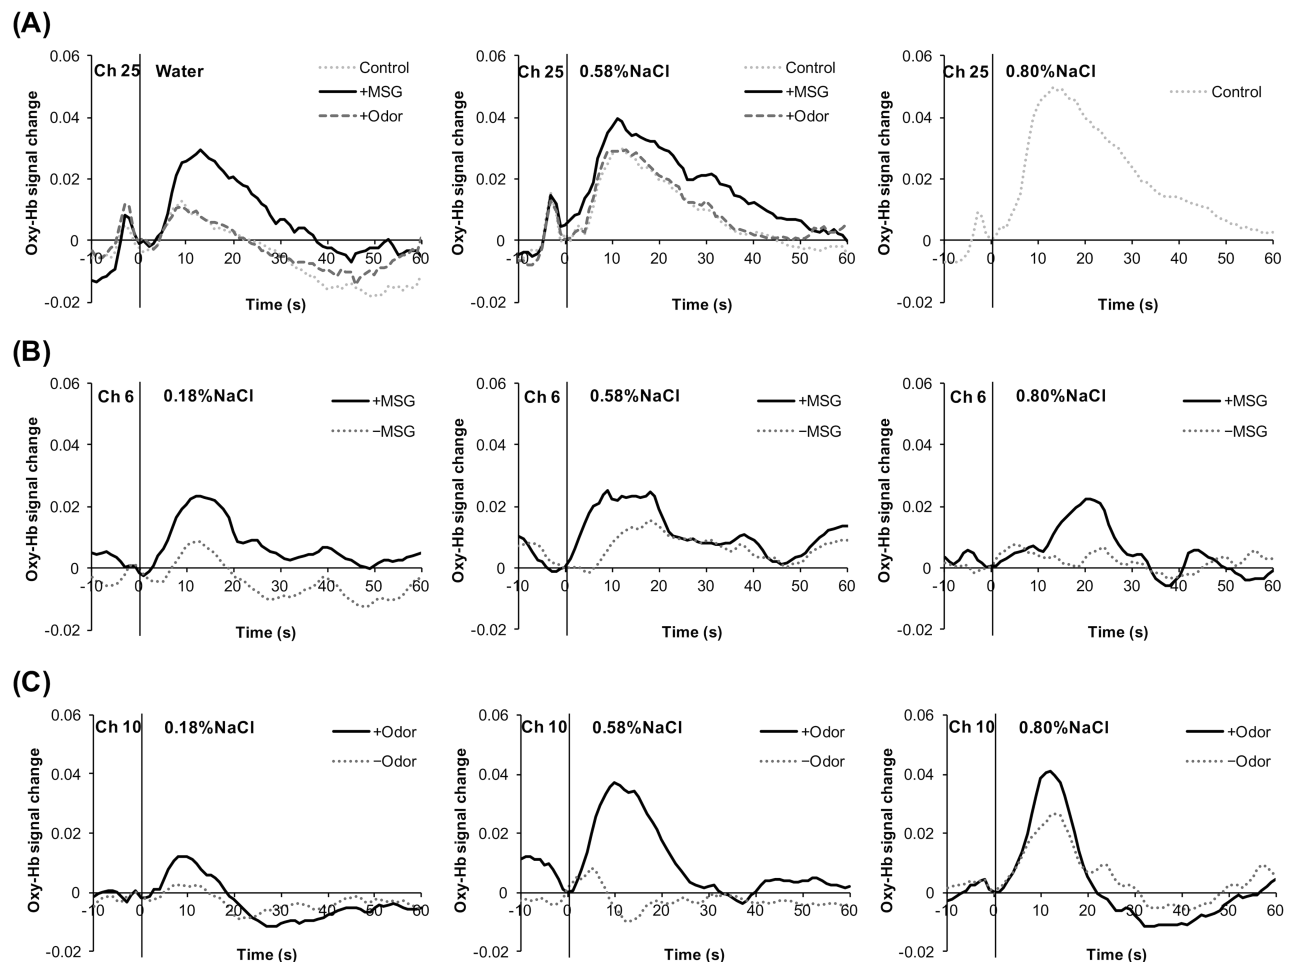 (A)
Ch 25 Water
Control
+MSG
+Odor
0.06
0.04
0.02
0
-0.02
-10 0 10 20 30 40 50 60
Oxy-Hb signal change
Time (s)
Ch 25 0.58%NaCl
Control
+MSG
+Odor
0.06
0.04
0.02
0
-0.02
-10 0 10 20 30 40 50 60
Oxy-Hb signal change
Time (s)
Ch 25 0.80%NaCl
Control
0.06
0.04
0.02
0
-0.02
-10 0 10 20 30 40 50 60
Oxy-Hb signal change
Time (s)
(B)
Ch 6 0.18%NaCl
+MSG
−MSG
0.06
0.04
0.02
0
-0.02
-10 0 10 20 30 40 50 60
Oxy-Hb signal change
Time (s)
Ch 6 0.58%NaCl
+MSG
−MSG
0.06
0.04
0.02
0
-0.02
-10 0 10 20 30 40 50 60
Oxy-Hb signal change
Time (s)
Ch 6 0.80%NaCl
+MSG
−MSG
0.06
0.04
0.02
0
-0.02
-10 0 10 20 30 40 50 60
Oxy-Hb signal change
Time (s)
(C)
Ch 10 0.18%NaCl
+Odor
−Odor
0.06
0.04
0.02
0
-0.02
-10 0 10 20 30 40 50 60
Oxy-Hb signal change
Time (s)
Ch 10 0.58%NaCl
+Odor
−Odor
0.06
0.04
0.02
0
-0.02
-10 0 10 20 30 40 50 60
Oxy-Hb signal change
Time (s)
Ch 10 0.80%NaCl
+Odor
−Odor
0.06
0.04
0.02
0
-0.02
-10 0 10 20 30 40 50 60
Oxy-Hb signal change
Time (s)